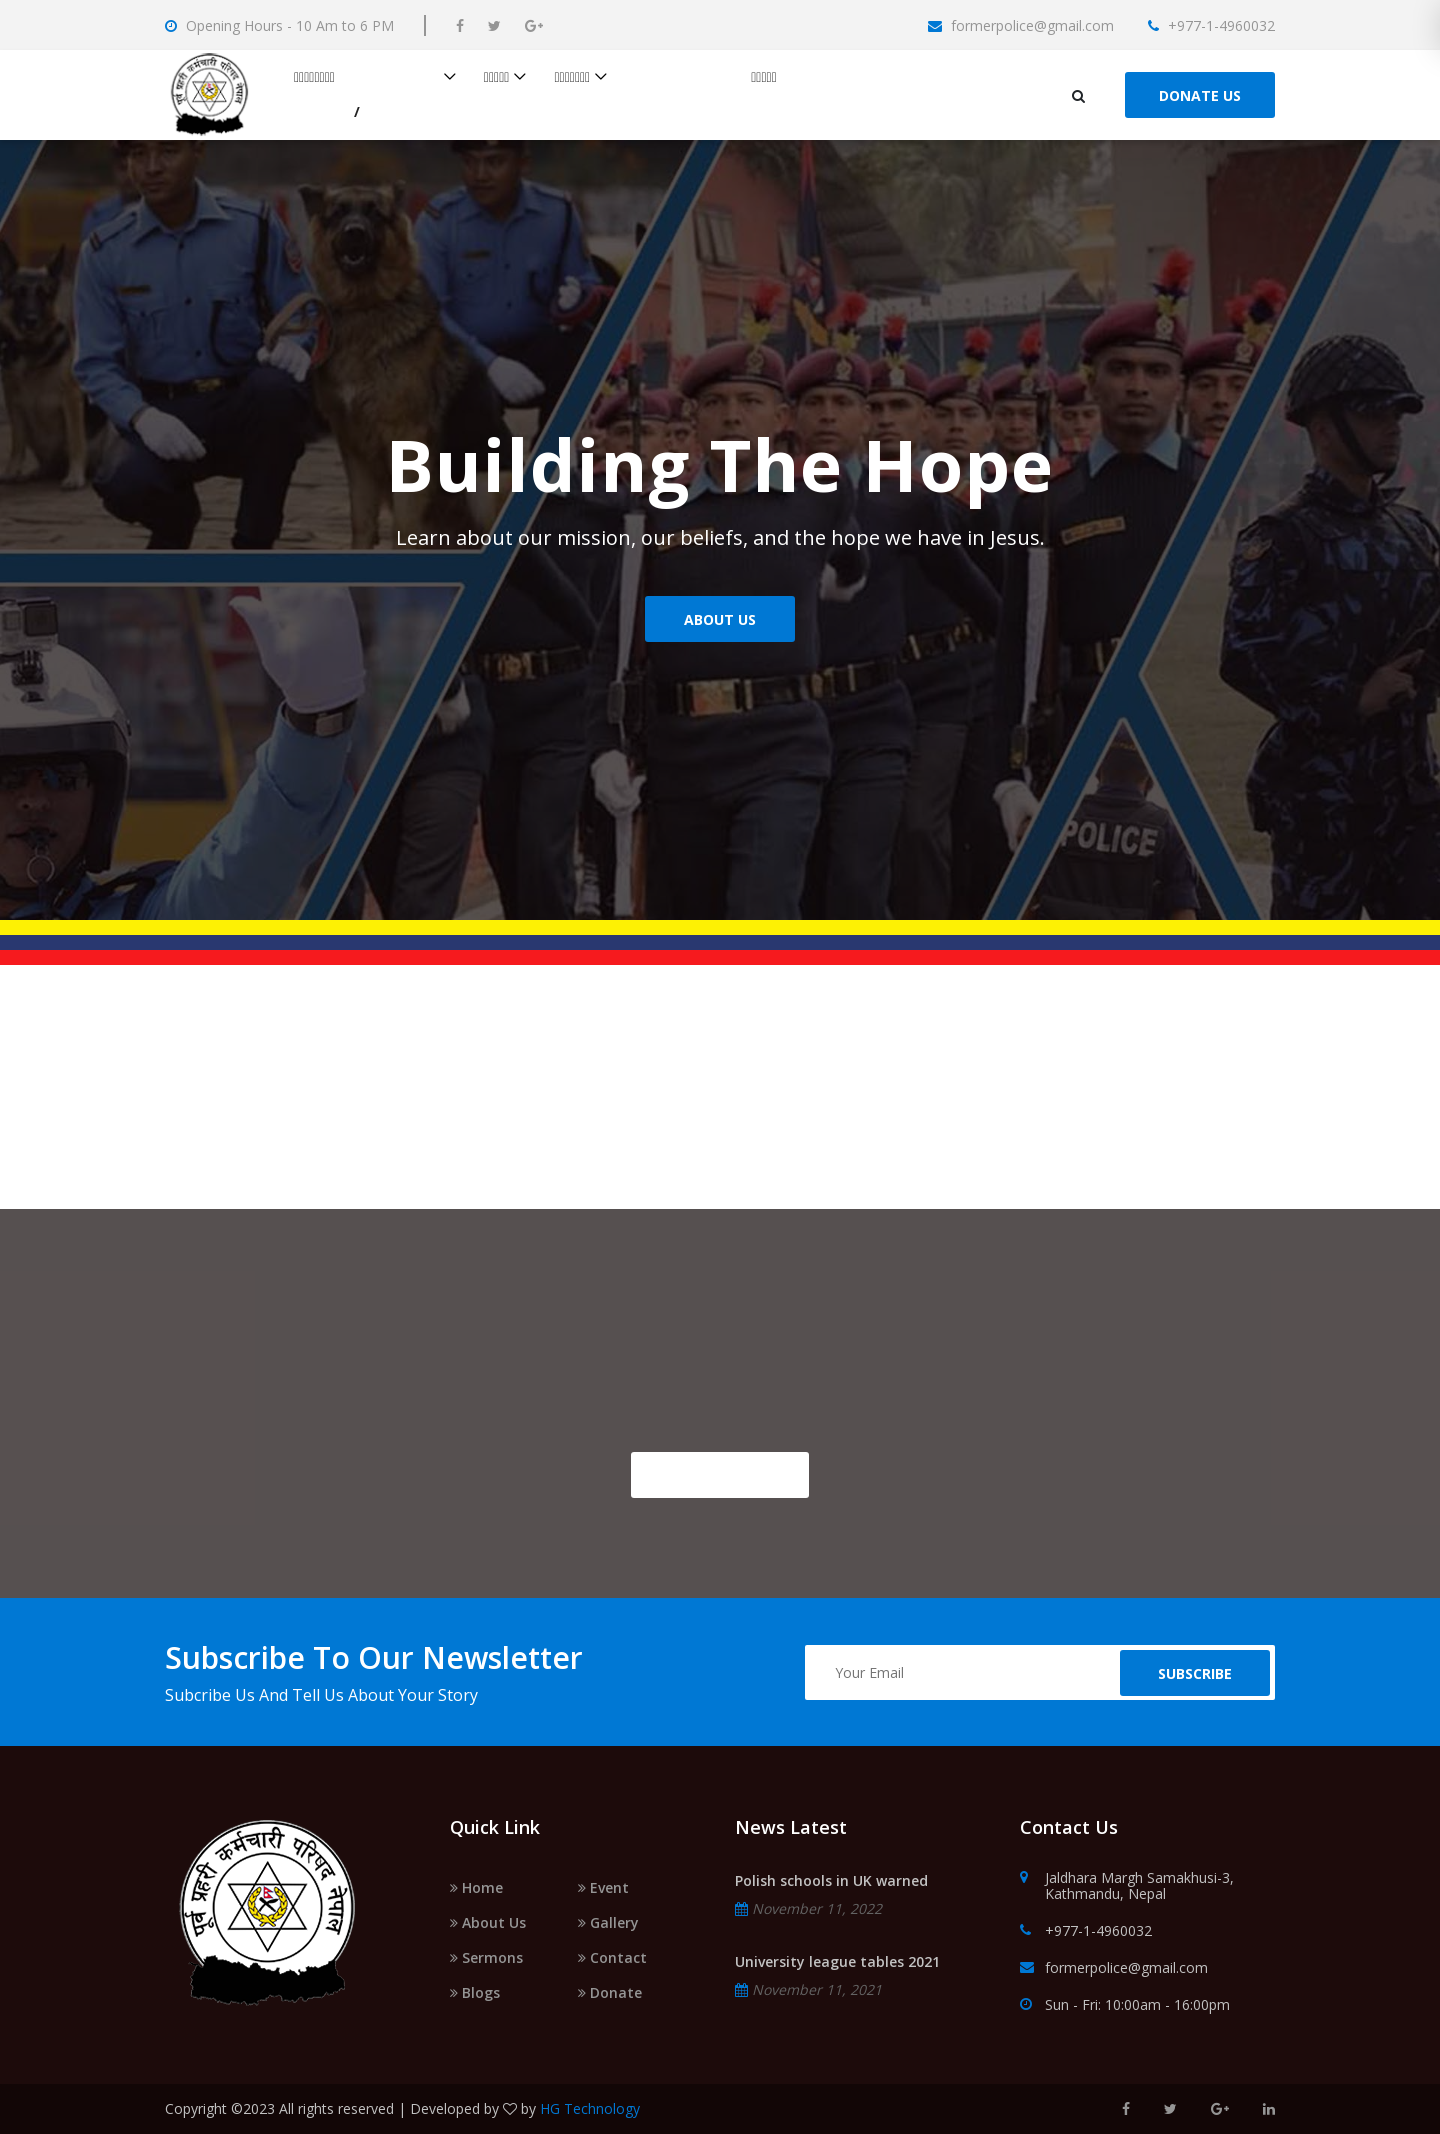 Opening Hours - 10 Am to 6 PM
formerpolice@gmail.com
+977-1-4960032
पूर्व प्रहरी कर्मचारी परिषद नेपाल
/
DONATE US
Building The Hope
Learn about our mission, our beliefs, and the hope we have in Jesus.
ABOUT US
POLICE
Subscribe To Our Newsletter
Subcribe Us And Tell Us About Your Story
Your Email
SUBSCRIBE
पूर्व प्रहरी कर्मचारी परिषद नेपाल
Quick Link
» Home
» Event
» About Us
» Gallery
» Sermons
» Contact
» Blogs
» Donate
News Latest
Polish schools in UK warned
November 11, 2022
University league tables 2021
November 11, 2021
Contact Us
Jaldhara Margh Samakhusi-3,
Kathmandu, Nepal
+977-1-4960032
formerpolice@gmail.com
Sun - Fri: 10:00am - 16:00pm
Copyright ©2023 All rights reserved | Developed by ♡ by HG Technology